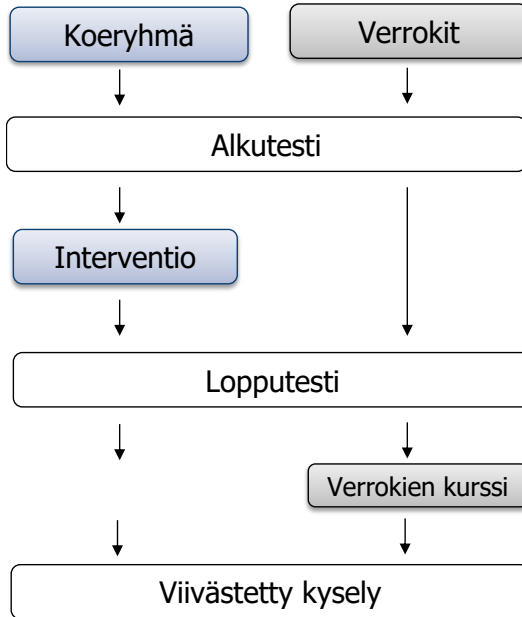 Koeryhmä
Verrokit
Alkutesti
Interventio
Lopputesti
Verrokien kurssi
Viivästetty kysely